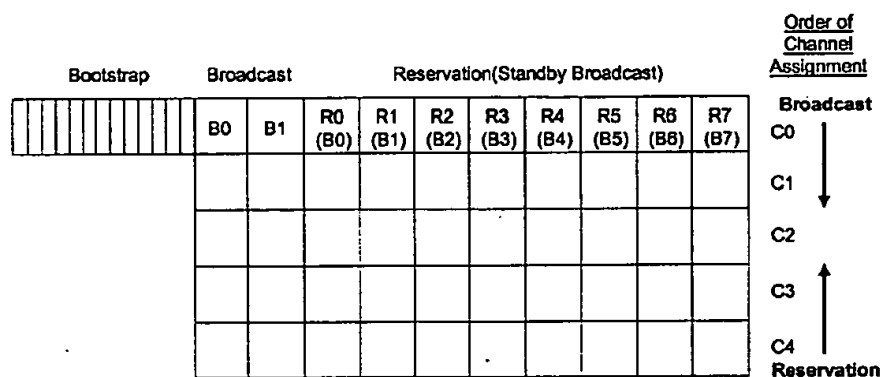 Order of
Channel
Assignment
Bootstrap Broadcast Reservation(Standby Broadcast)
Broadcast
B0 B1 R0 R1 R2 R3 R4 R5 R6 R7
(B0) (B1) (B2) (B3) (B4) (B5) (B6) (B7)
C0
C1
C2
C3
C4
Reservation